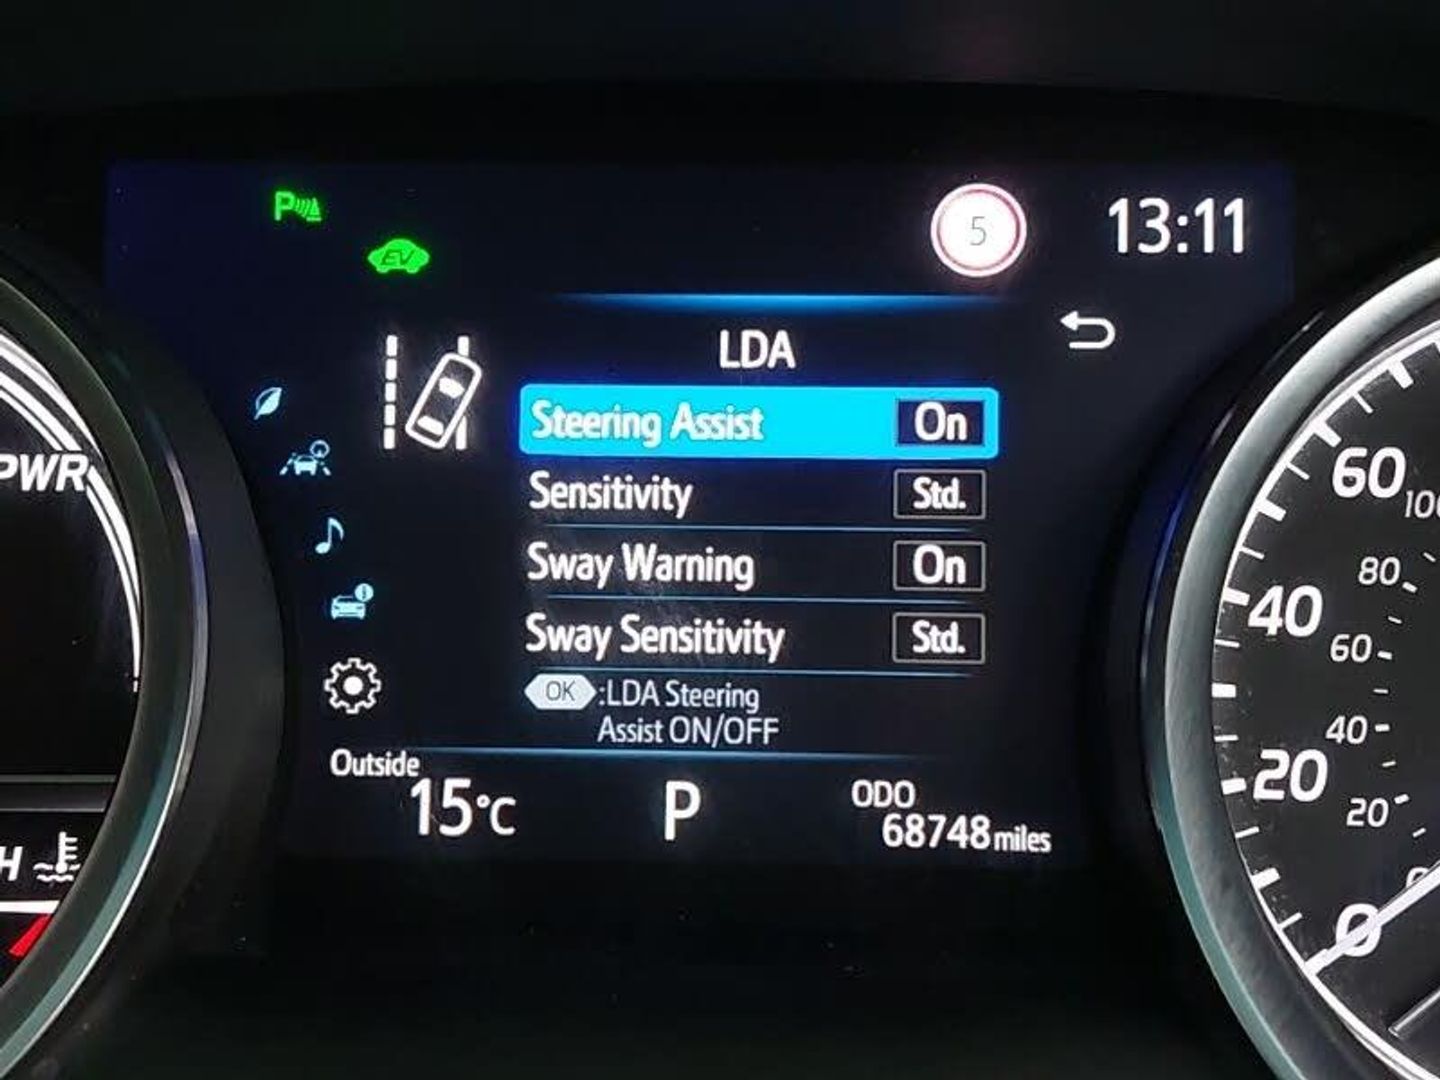 P
EV
5
13:11
LDA
Steering Assist On
Sensitivity Std.
Sway Warning On
Sway Sensitivity Std.
OK :LDA Steering
Assist ON/OFF
Outside
15°C
P
ODO
68748 miles
PWR
H
60
100
80
40
60
40
20
20
0